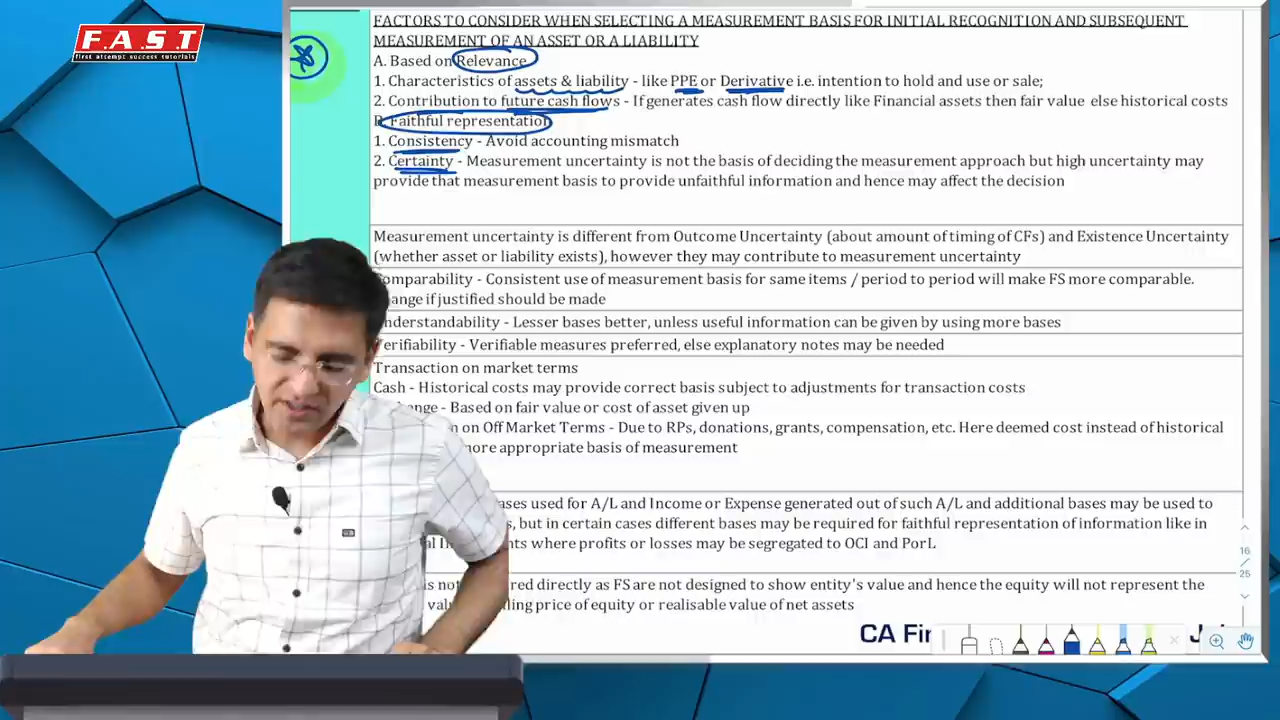 F.A.S.T
first attempt success tutorials
FACTORS TO CONSIDER WHEN SELECTING A MEASUREMENT BASIS FOR INITIAL RECOGNITION AND SUBSEQUENT
MEASUREMENT OF AN ASSET OR A LIABILITY
A. Based on Relevance
1. Characteristics of assets & liability - like PPE or Derivative i.e. intention to hold and use or sale;
2. Contribution to future cash flows - If generates cash flow directly like Financial assets then fair value else historical costs
B. Faithful representation
1. Consistency - Avoid accounting mismatch
2. Certainty - Measurement uncertainty is not the basis of deciding the measurement approach but high uncertainty may
provide that measurement basis to provide unfaithful information and hence may affect the decision
Measurement uncertainty is different from Outcome Uncertainty (about amount of timing of CFs) and Existence Uncertainty
(whether asset or liability exists), however they may contribute to measurement uncertainty
Comparability - Consistent use of measurement basis for same items / period to period will make FS more comparable.
if justified should be made
Understandability - Lesser bases better, unless useful information can be given by using more bases
Verifiability - Verifiable measures preferred, else explanatory notes may be needed
Transaction on market terms
Cash - Historical costs may provide correct basis subject to adjustments for transaction costs
- Based on fair value or cost of asset given up
on Off Market Terms - Due to RPs, donations, grants, compensation, etc. Here deemed cost instead of historical
more appropriate basis of measurement
used for A/L and Income or Expense generated out of such A/L and additional bases may be used to
but in certain cases different bases may be required for faithful representation of information like in
where profits or losses may be segregated to OCI and PorL
directly as FS are not designed to show entity's value and hence the equity will not represent the
price of equity or realisable value of net assets
16
/
25
CA